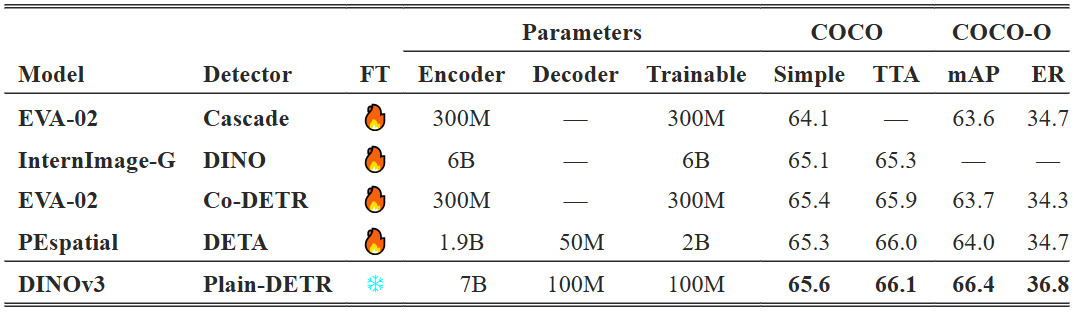 Parameters COCO COCO-O
Model Detector FT Encoder Decoder Trainable Simple TTA mAP ER
EVA-02 Cascade 300M — 300M 64.1 — 63.6 34.7
InternImage-G DINO 6B — 6B 65.1 65.3 — —
EVA-02 Co-DETR 300M — 300M 65.4 65.9 63.7 34.3
PEspatial DETA 1.9B 50M 2B 65.3 66.0 64.0 34.7
DINOv3 Plain-DETR 7B 100M 100M 65.6 66.1 66.4 36.8